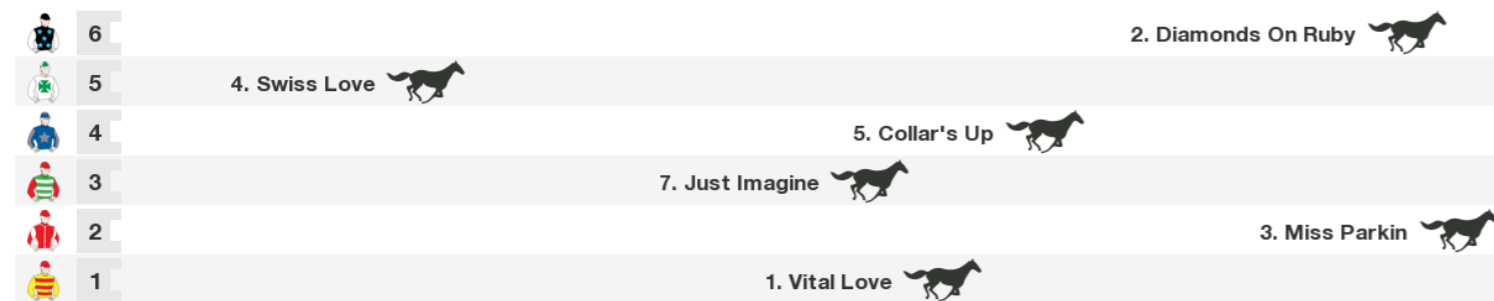 6 2. Diamonds On Ruby
5 4. Swiss Love
4 5. Collar's Up
3 7. Just Imagine
2 3. Miss Parkin
1 1. Vital Love